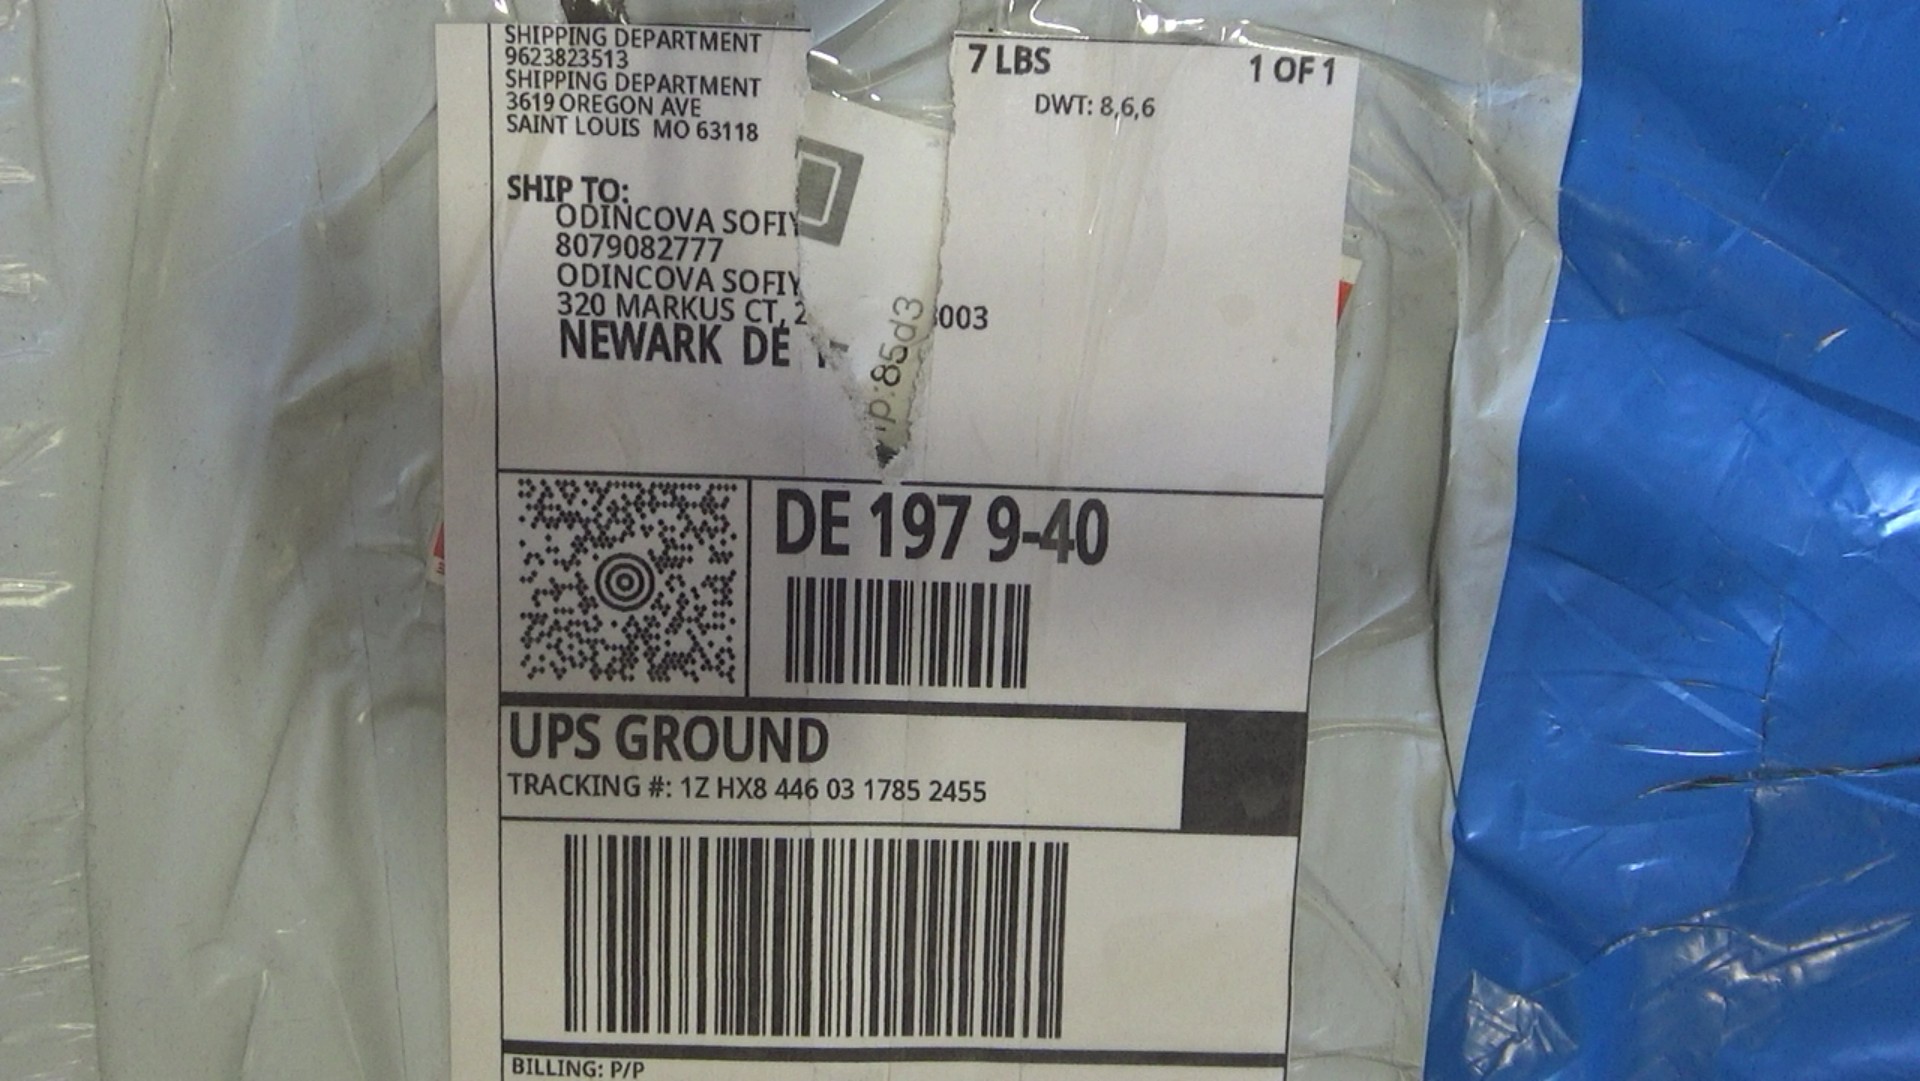 SHIPPING DEPARTMENT
9623823513
SHIPPING DEPARTMENT
3619 OREGON AVE
SAINT LOUIS MO 63118
7 LBS
1 OF 1
DWT: 8,6,6
SHIP TO:
ODINCOVA SOFIY
8079082777
ODINCOVA SOFIY
320 MARKUS CT, 2
003
NEWARK DE
p:85d3
DE 197 9-40
UPS GROUND
TRACKING #: 1Z HX8 446 03 1785 2455
BILLING: P/P